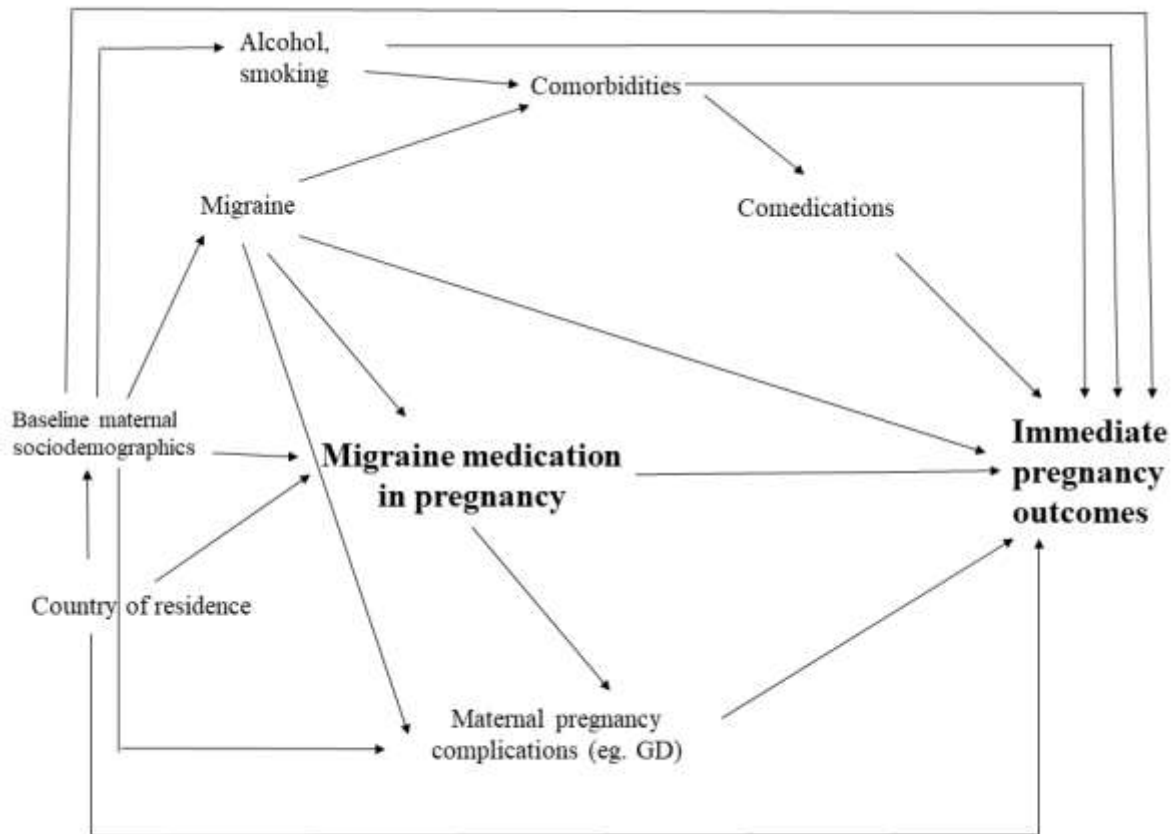 Alcohol,
smoking
Comorbidities
Migraine
Comedications
Baseline maternal
sociodemographics
Migraine medication
in pregnancy
Immediate
pregnancy
outcomes
Country of residence
Maternal pregnancy
complications (eg. GD)